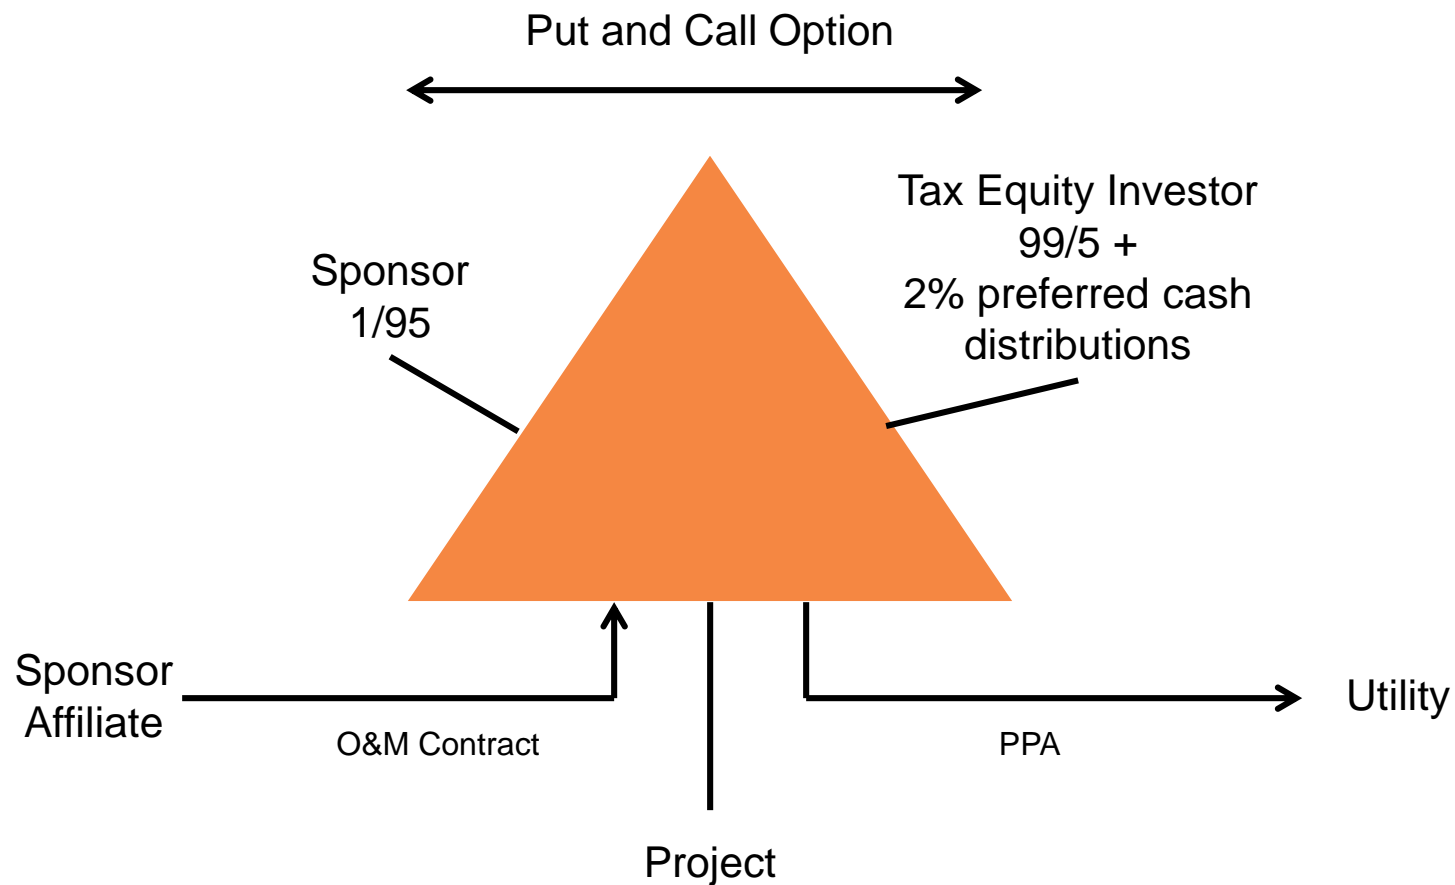 Put and Call Option
Tax Equity Investor
99/5 +
2% preferred cash
distributions
Sponsor
1/95
Sponsor
Affiliate
O&M Contract
PPA
Utility
Project